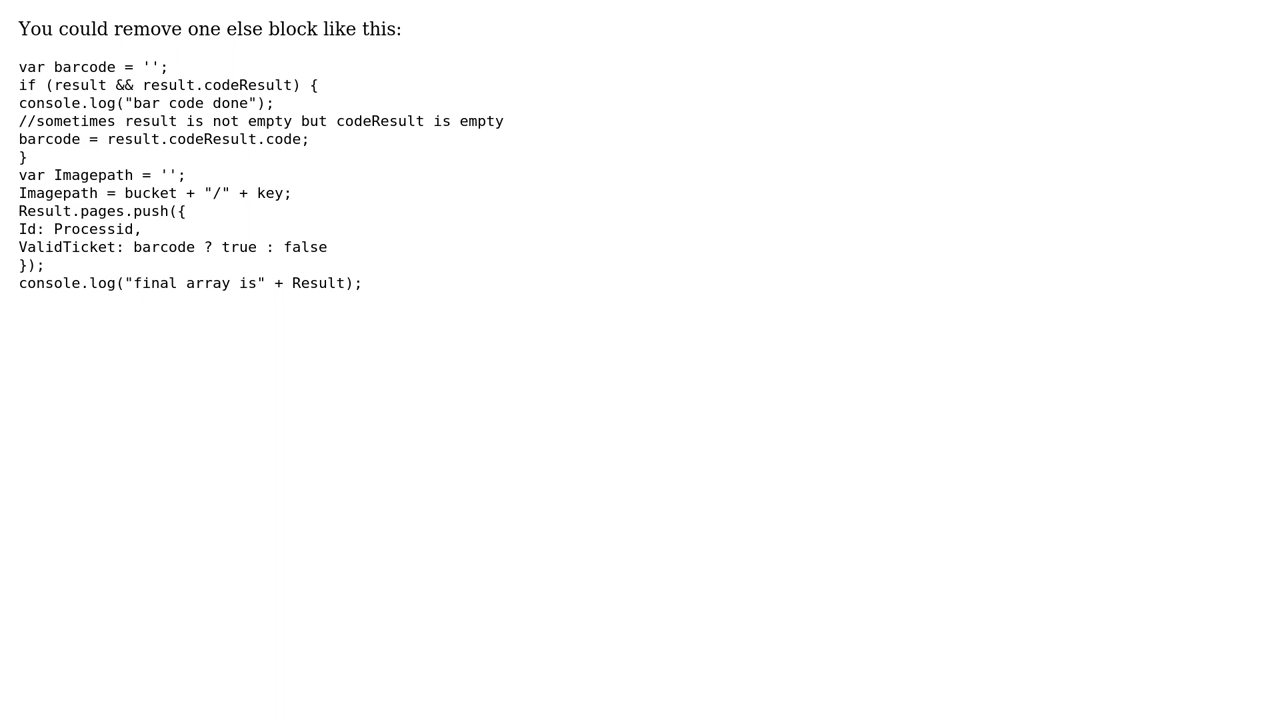 You could remove one else block like this:
var barcode = '';
if (result && result.codeResult) {
console.log("bar code done");
//sometimes result is not empty but codeResult is empty
barcode = result.codeResult.code;
}
var Imagepath = '';
Imagepath = bucket + "/" + key;
Result.pages.push({
Id: Processid,
ValidTicket: barcode ? true : false
});
console.log("final array is" + Result);